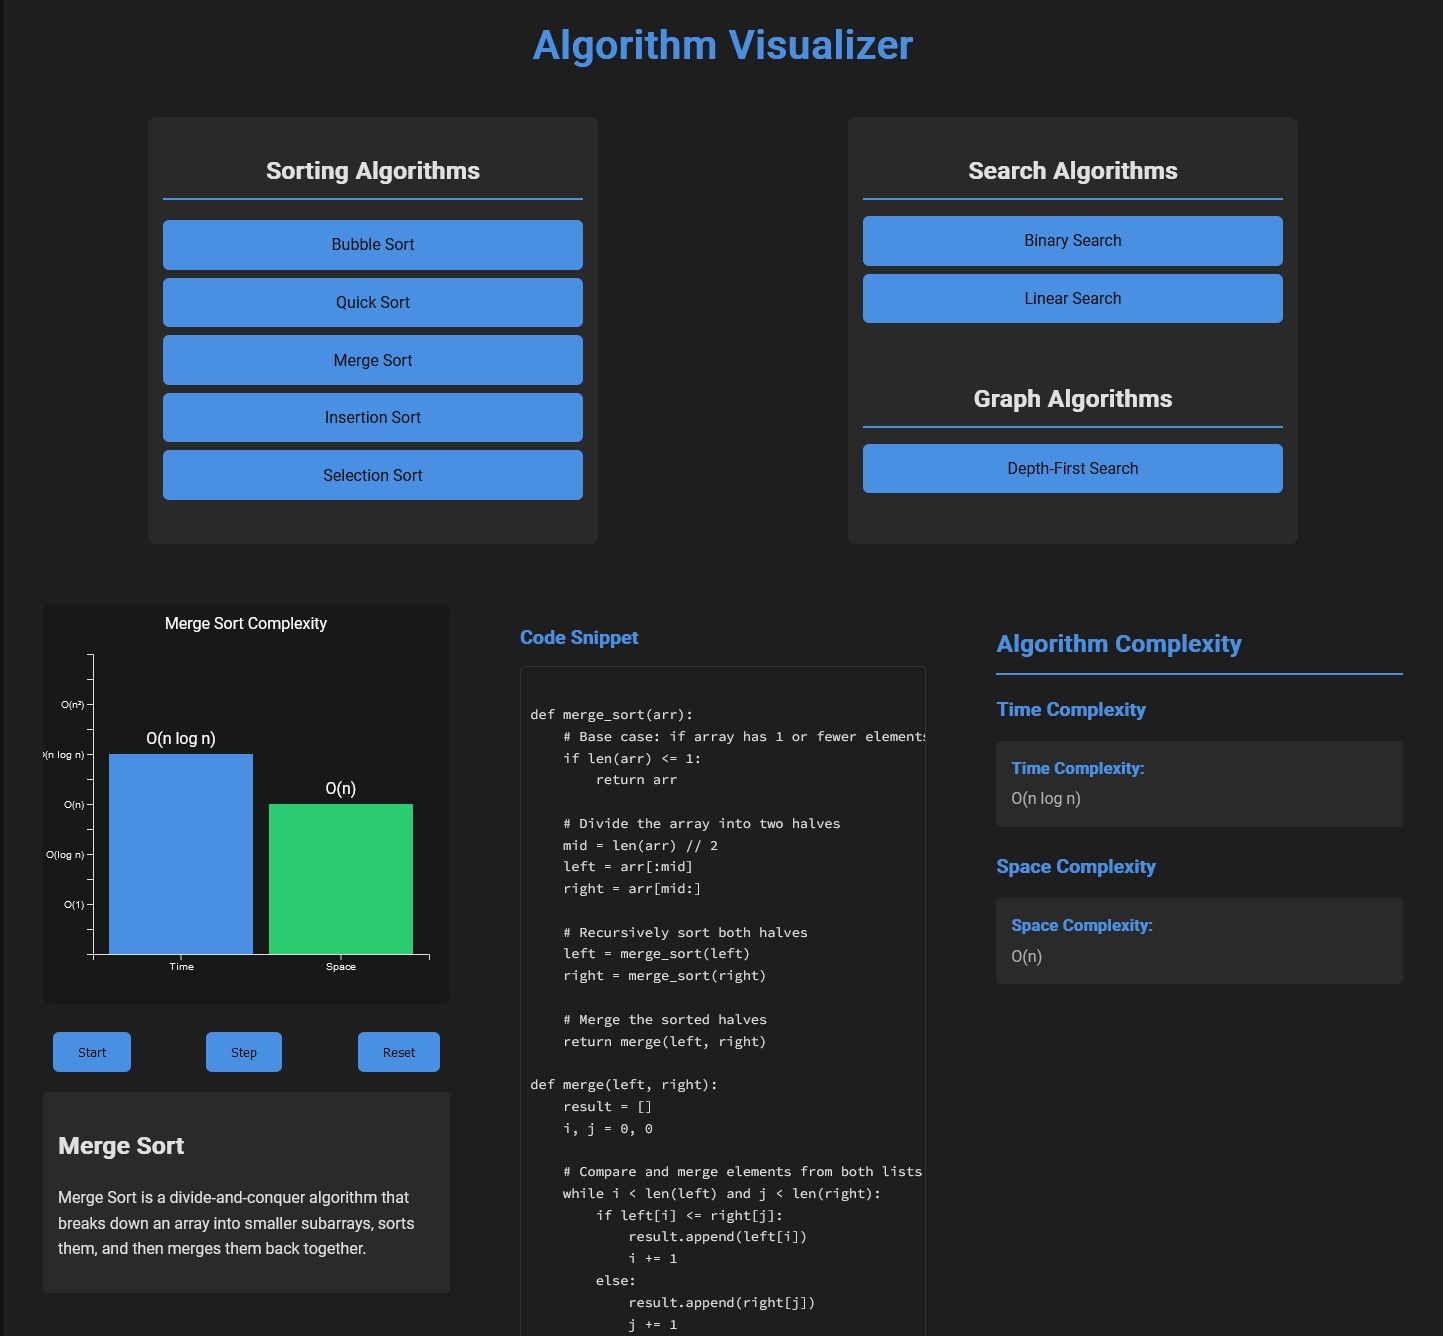 Algorithm Visualizer
Sorting Algorithms
Bubble Sort
Quick Sort
Merge Sort
Insertion Sort
Selection Sort
Search Algorithms
Binary Search
Linear Search
Graph Algorithms
Depth-First Search
Merge Sort Complexity
O(n²)
(n log n)
O(n)
O(log n)
O(1)
O(n log n)
O(n)
Time
Space
Start
Step
Reset
Merge Sort
Merge Sort is a divide-and-conquer algorithm that
breaks down an array into smaller subarrays, sorts
them, and then merges them back together.
Code Snippet
def merge_sort(arr):
    # Base case: if array has 1 or fewer elements
    if len(arr) <= 1:
        return arr
    # Divide the array into two halves
    mid = len(arr) // 2
    left = arr[:mid]
    right = arr[mid:]
    # Recursively sort both halves
    left = merge_sort(left)
    right = merge_sort(right)
    # Merge the sorted halves
    return merge(left, right)
def merge(left, right):
    result = []
    i, j = 0, 0
    # Compare and merge elements from both lists
    while i < len(left) and j < len(right):
        if left[i] <= right[j]:
            result.append(left[i])
            i += 1
        else:
            result.append(right[j])
            j += 1
Algorithm Complexity
Time Complexity
Time Complexity:
O(n log n)
Space Complexity
Space Complexity:
O(n)